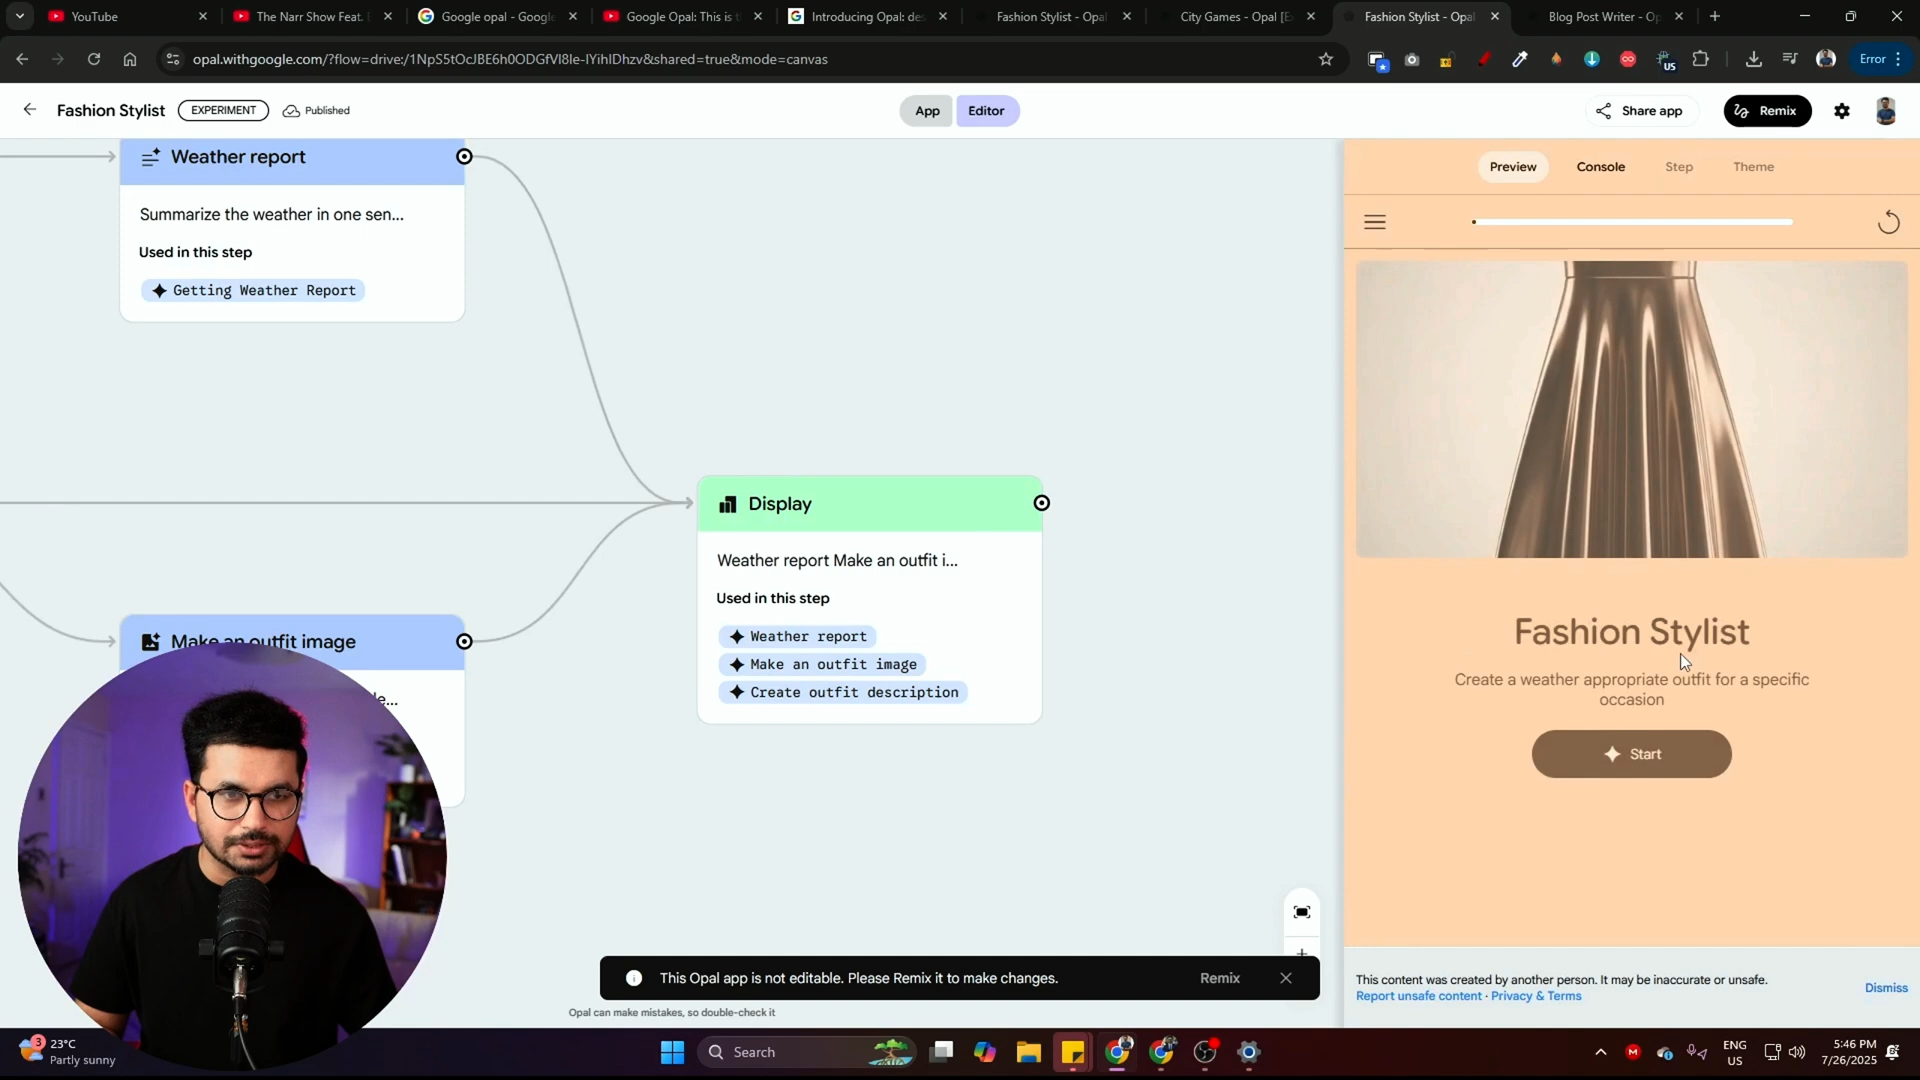 YouTube
The Narr Show Feat.
Google opal - Google
Google Opal: This is
Introducing Opal: des
Fashion Stylist - Opal
City Games - Opal [E
Fashion Stylist - Opal
Blog Post Writer - Op
opal.withgoogle.com/?flow=drive:/1NpS5tOcJBE6h0ODGfVI8Ie-IYihIDhzv&shared=true&mode=canvas
US
Error
Fashion Stylist
EXPERIMENT
Published
App
Editor
Share app
Remix
Weather report
Summarize the weather in one sen...
Used in this step
Getting Weather Report
Make an outfit image
Display
Weather report Make an outfit i...
Used in this step
Weather report
Make an outfit image
Create outfit description
Preview
Console
Step
Theme
Fashion Stylist
Create a weather appropriate outfit for a specific
occasion
Start
This Opal app is not editable. Please Remix it to make changes.
Remix
Opal can make mistakes, so double-check it
This content was created by another person. It may be inaccurate or unsafe.
Report unsafe content · Privacy & Terms
Dismiss
3
23°C
Partly sunny
Search
ENG
US
5:46 PM
7/26/2025